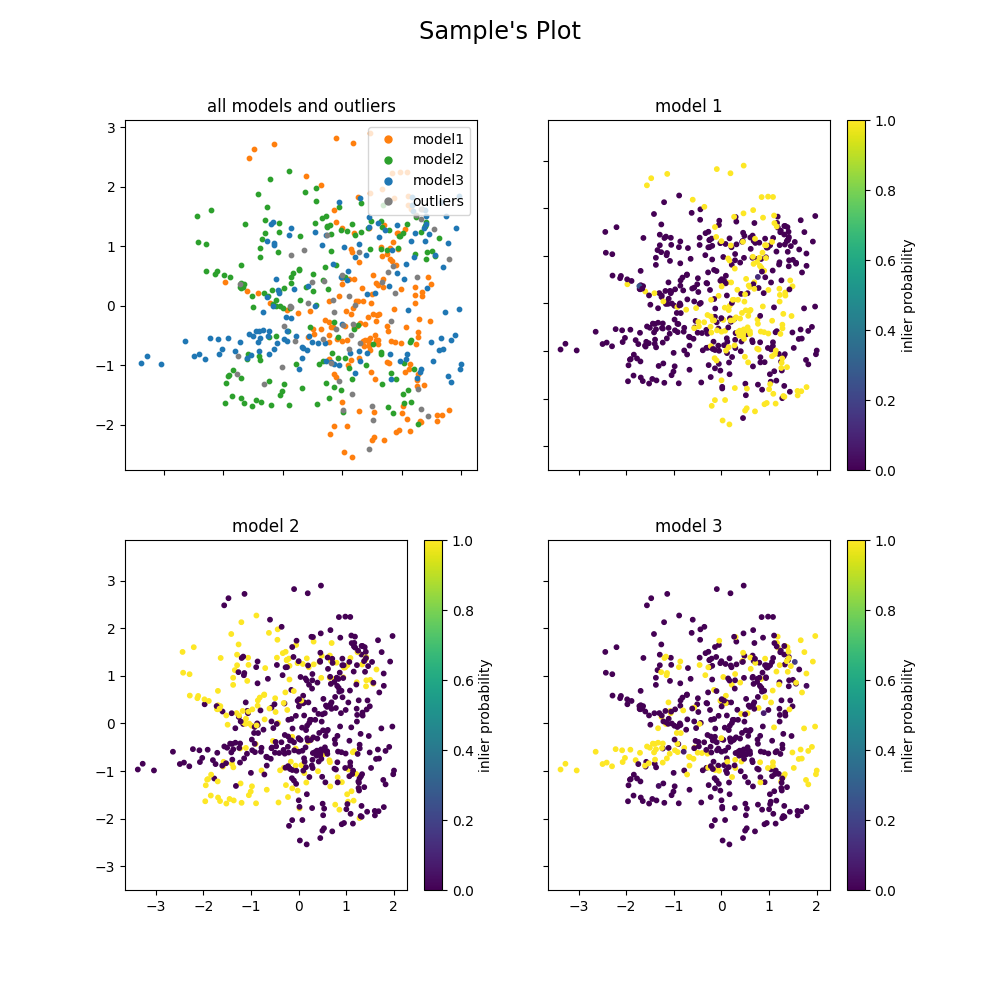 Sample's Plot
all models and outliers
3
2
1
0
−1
−2
model1
model2
model3
outliers
model 1
1.0
0.8
0.6
0.4
0.2
0.0
inlier probability
model 2
3
2
1
0
−1
−2
−3
−3 −2 −1 0 1 2
1.0
0.8
0.6
0.4
0.2
0.0
inlier probability
model 3
−3 −2 −1 0 1 2
1.0
0.8
0.6
0.4
0.2
0.0
inlier probability